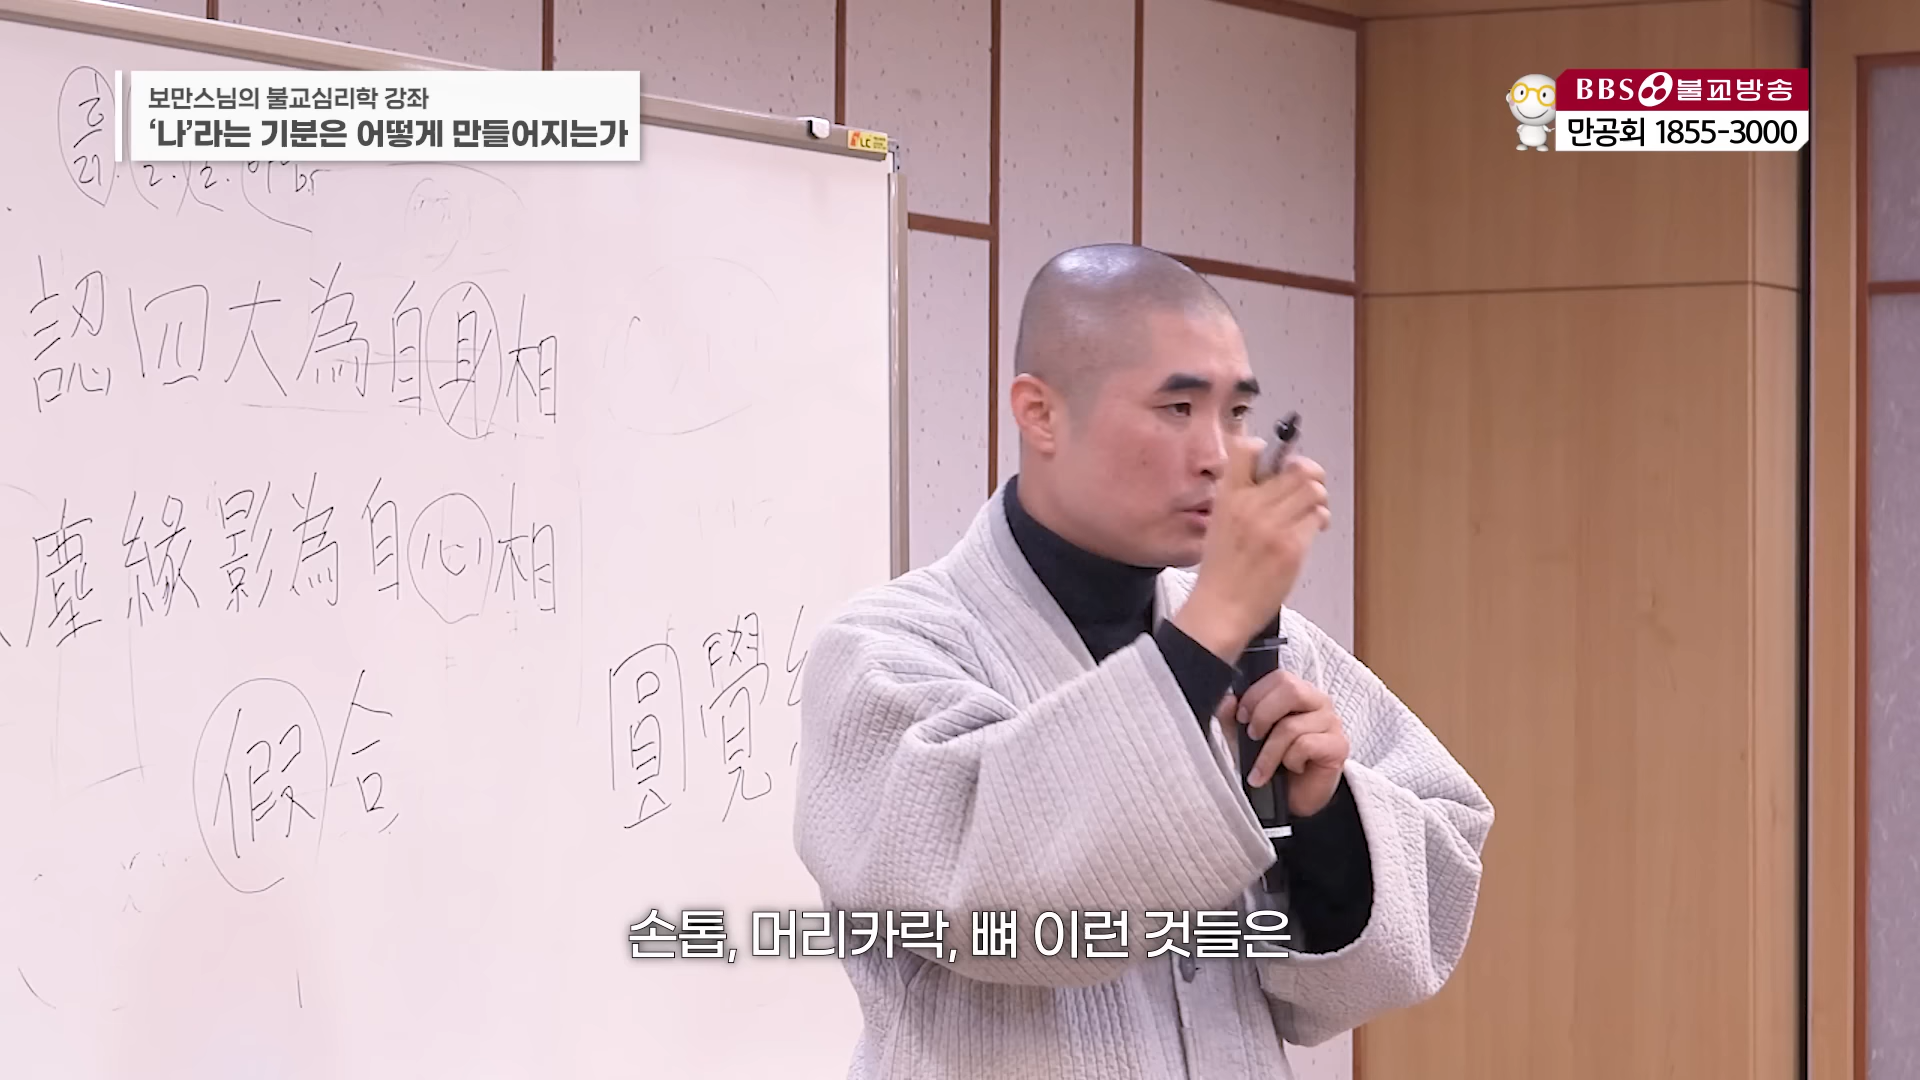 보만스님의 불교심리학 강좌
‘나’라는 기분은 어떻게 만들어지는가
BBS 불교방송
만공회 1855-3000
認四大為自身相
塵緣影為自心相
假合
圓覺
손톱, 머리카락, 뼈 이런 것들은